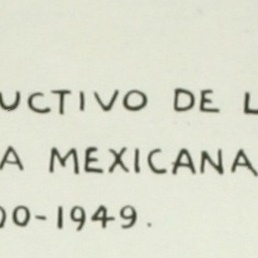 UCTIVO DE L
A MEXICANA
00-1949.